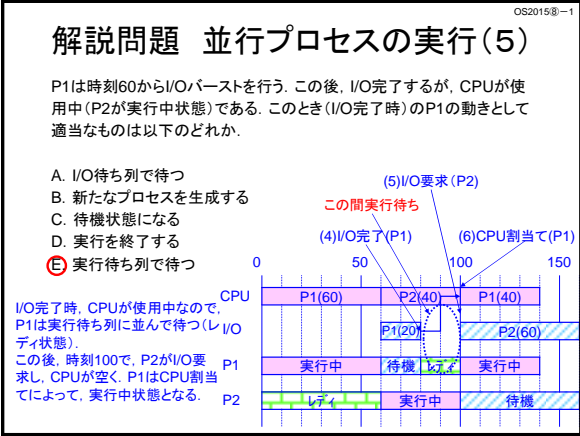 OS2015⑧－1
解説問題　並行プロセスの実行（5）
P1は時刻60からI/Oバーストを行う．この後，I/O完了するが，CPUが使
用中（P2が実行中状態）である．このとき（I/O完了時）のP1の動きとして
適当なものは以下のどれか．
A. I/O待ち列で待つ
B. 新たなプロセスを生成する
C. 待機状態になる
D. 実行を終了する
E. 実行待ち列で待つ
(5)I/O要求（P2）
この間実行待ち
(4)I/O完了(P1)
(6)CPU割当て(P1)
0 50 100 150
CPU P1(60) P2(40) P1(40)
I/O P1(20) P2(60)
P1 実行中 待機 レディ 実行中
P2 レディ 実行中 待機
I/O完了時，CPUが使用中なので，
P1は実行待ち列に並んで待つ（レ
ディ状態）．
この後，時刻100で，P2がI/O要
求し，CPUが空く．P1はCPU割当
てによって，実行中状態となる．